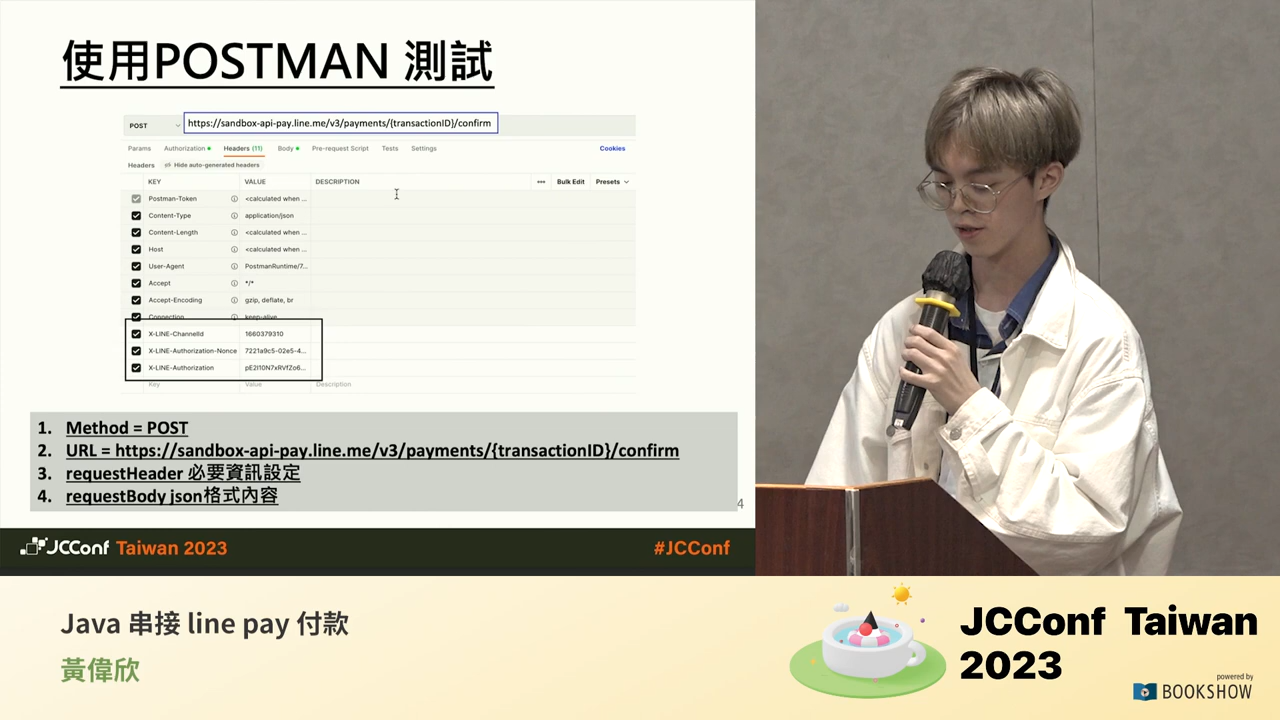 使用POSTMAN 測試
POST
https://sandbox-api-pay.line.me/v3/payments/{transactionID}/confirm
Params Authorization Headers (11) Body Pre-request Script Tests Settings Cookies
Headers Hide auto-generated headers
KEY VALUE DESCRIPTION ••• Bulk Edit Presets
Postman-Token <calculated when ...
Content-Type application/json
Content-Length <calculated when ...
Host <calculated when ...
User-Agent PostmanRuntime/7...
Accept */*
Accept-Encoding gzip, deflate, br
Connection keep-alive
X-LINE-ChannelId 1660379310
X-LINE-Authorization-Nonce 7221a9c5-02e5-4...
X-LINE-Authorization pE2I10N7xRVfZo6...
Key Value Description
1. Method = POST
2. URL = https://sandbox-api-pay.line.me/v3/payments/{transactionID}/confirm
3. requestHeader 必要資訊設定
4. requestBody json格式內容
4
JCConf Taiwan 2023
#JCConf
Java 串接 line pay 付款
黃偉欣
JCConf Taiwan
2023
powered by
BOOKSHOW